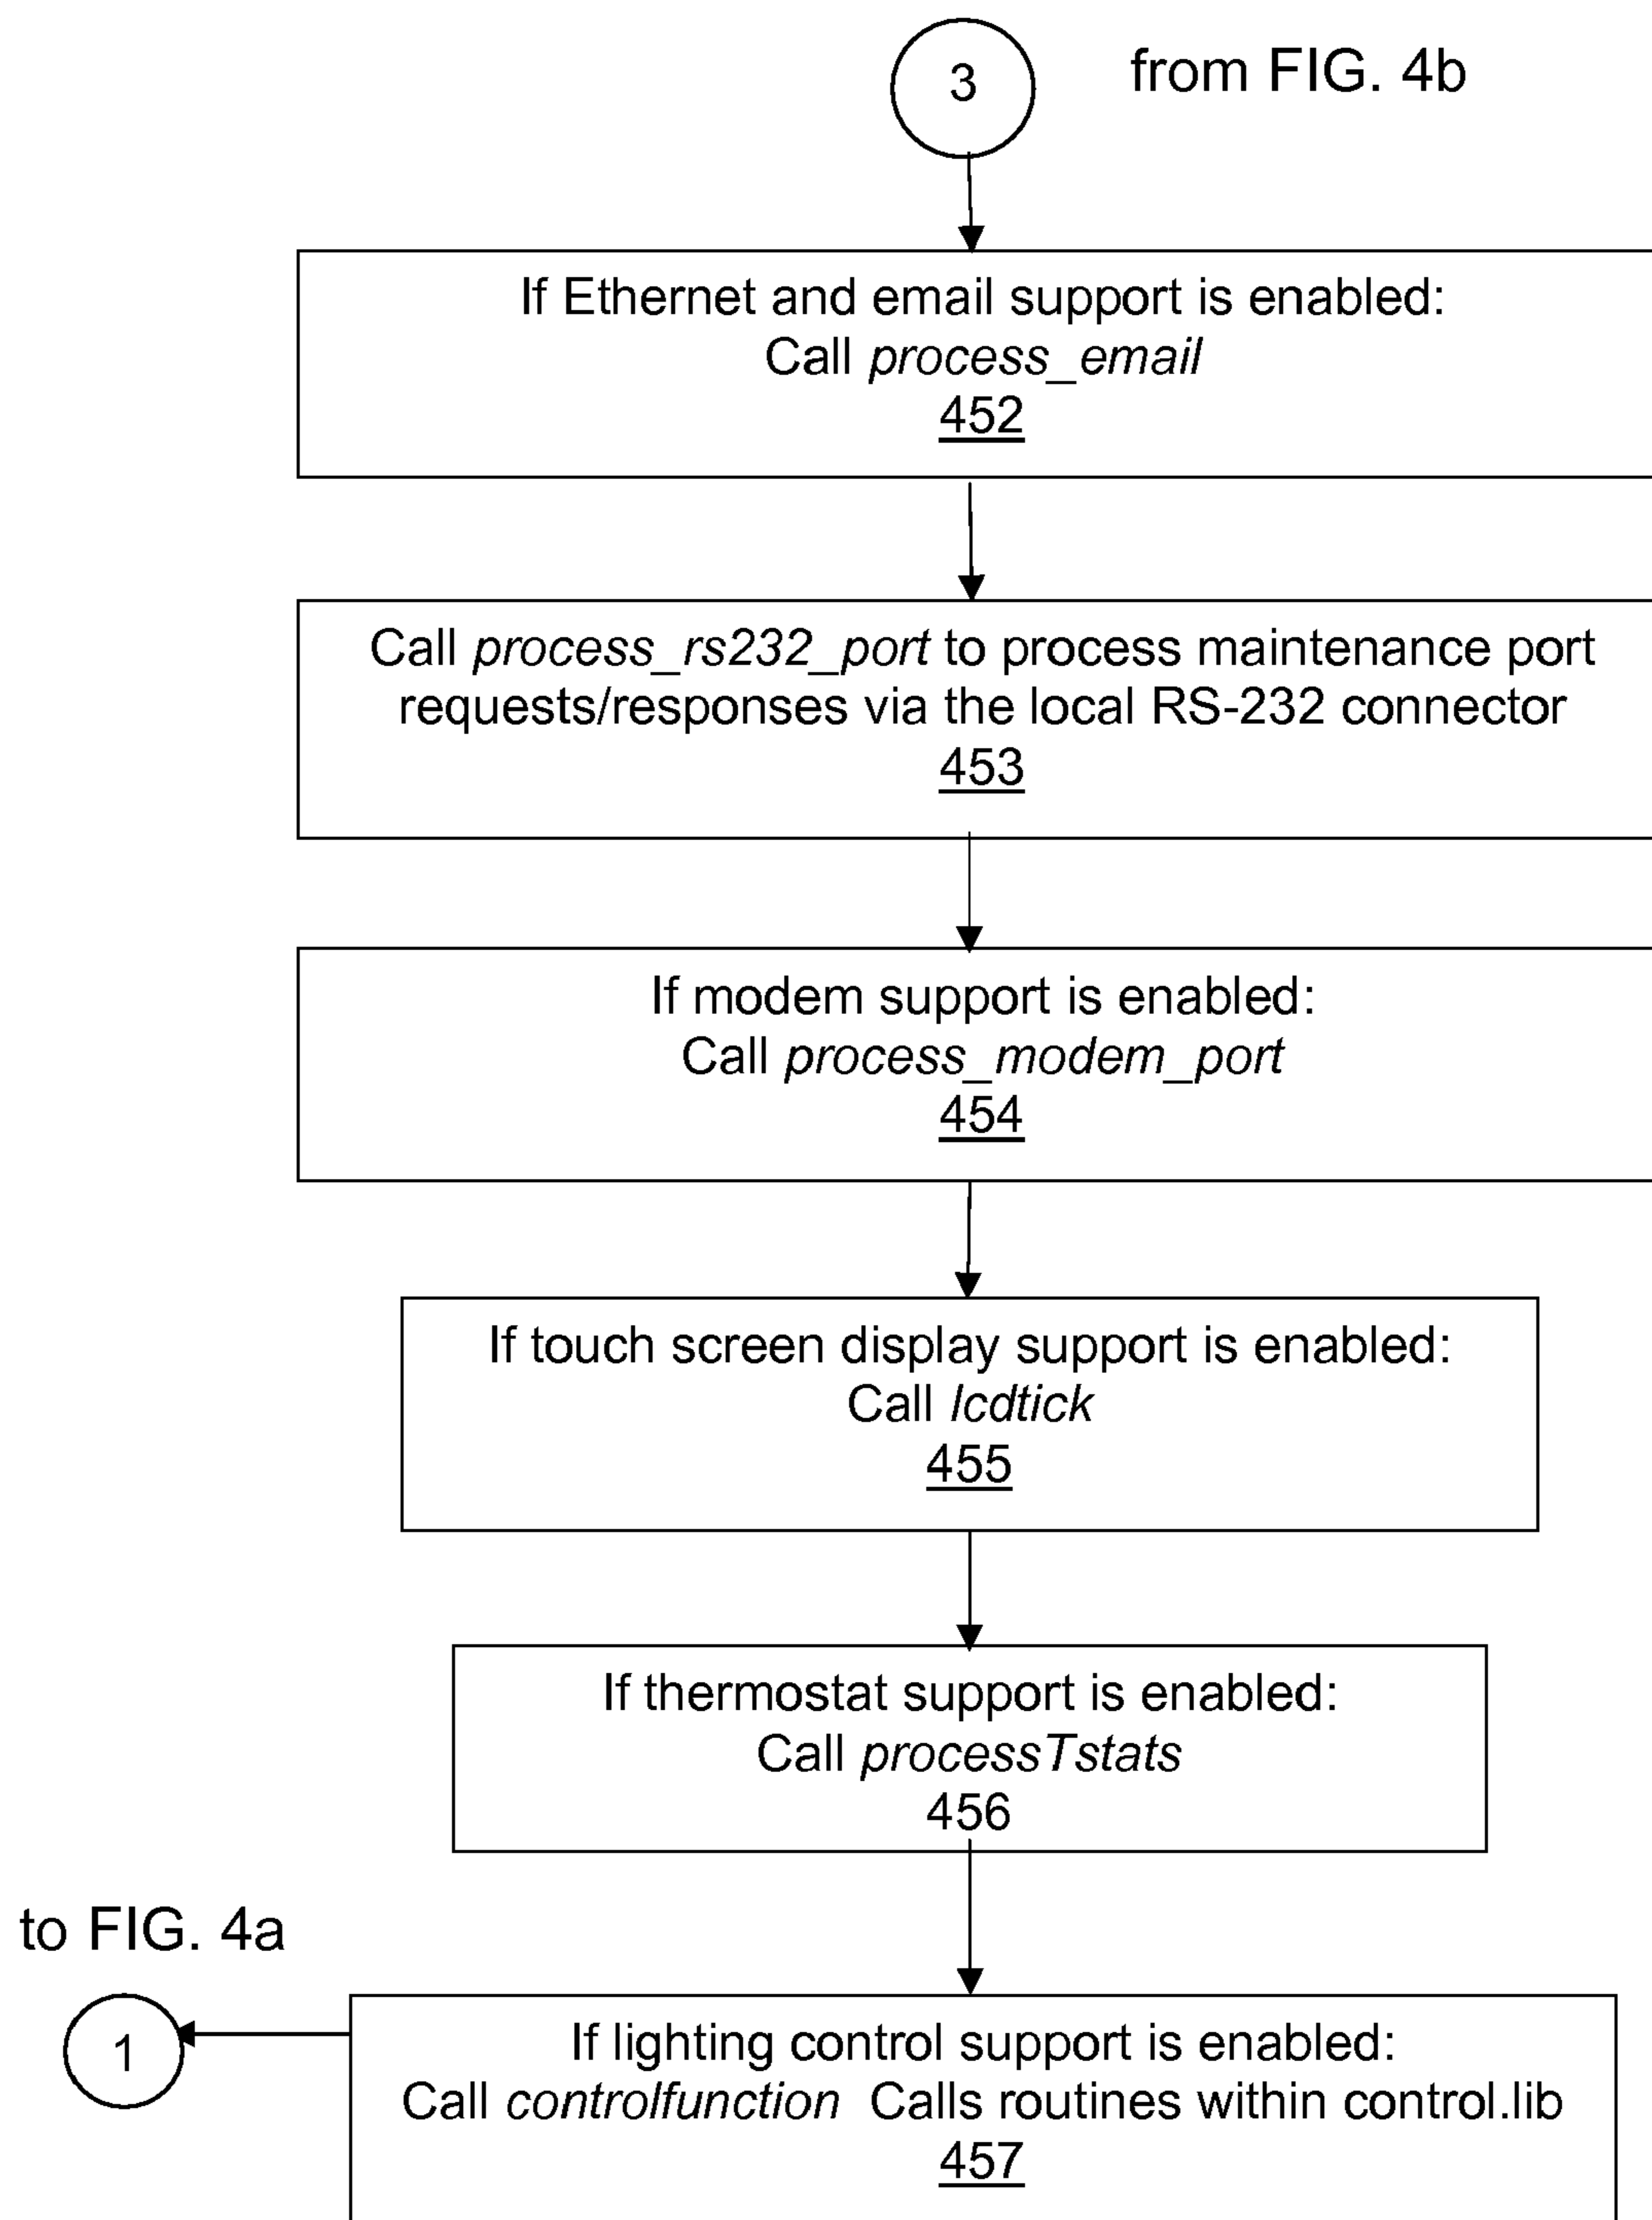 3
from FIG. 4b
If Ethernet and email support is enabled:
Call process_email
452
Call process_rs232_port to process maintenance port
requests/responses via the local RS-232 connector
453
If modem support is enabled:
Call process_modem_port
454
If touch screen display support is enabled:
Call lcdtick
455
If thermostat support is enabled:
Call processTstats
456
to FIG. 4a
1
If lighting control support is enabled:
Call controlfunction Calls routines within control.lib
457